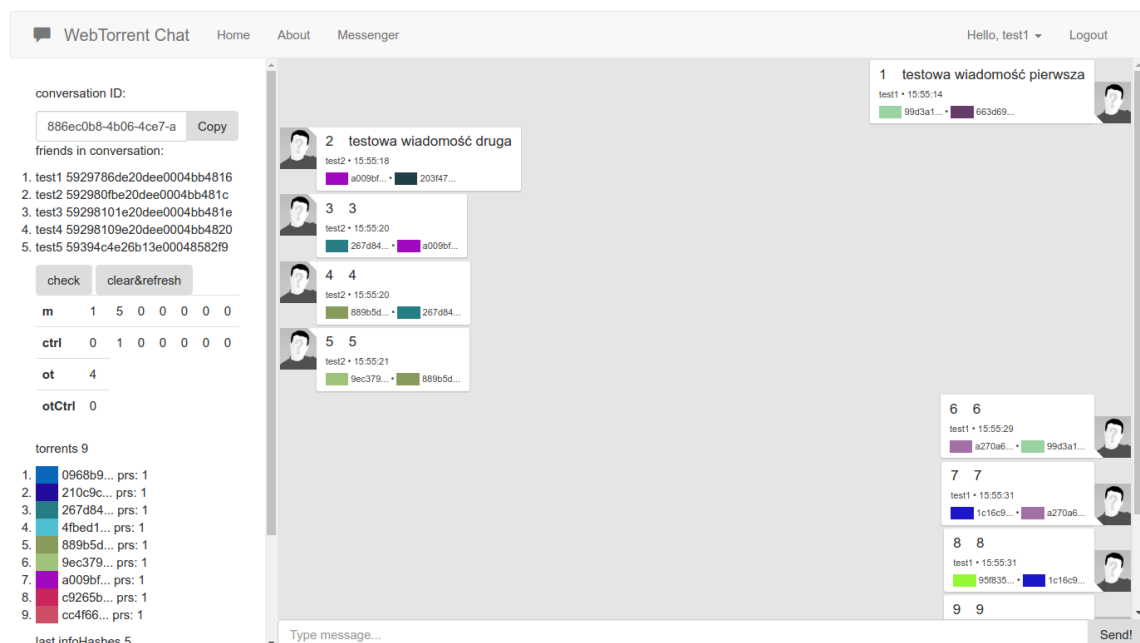 WebTorrent Chat Home About Messenger Hello, test1 Logout
conversation ID:
886ec0b8-4b06-4ce7-a Copy
friends in conversation:
1. test1 5929786de20dee0004bb4816
2. test2 592980fbe20dee0004bb481c
3. test3 59298101e20dee0004bb481e
4. test4 59298109e20dee0004bb4820
5. test5 59394c4e26b13e00048582f9
check clear&refresh
m 1 5 0 0 0 0 0
ctrl 0 1 0 0 0 0 0
ot 4
otCtrl 0
torrents 9
1. 0968b9... prs: 1
2. 210c9c... prs: 1
3. 267d84... prs: 1
4. 4fbed1... prs: 1
5. 889b5d... prs: 1
6. 9ec379... prs: 1
7. a009bf... prs: 1
8. c9265b... prs: 1
9. cc4f66... prs: 1
last infoHashes 5
1 testowa wiadomość pierwsza
test1 • 15:55:14
99d3a1... • 663d69...
2 testowa wiadomość druga
test2 • 15:55:18
a009bf... • 203f47...
3 3
test2 • 15:55:20
267d84... • a009bf...
4 4
test2 • 15:55:20
889b5d... • 267d84...
5 5
test2 • 15:55:21
9ec379... • 889b5d...
6 6
test1 • 15:55:29
a270a6... • 99d3a1...
7 7
test1 • 15:55:31
1c16c9... • a270a6...
8 8
test1 • 15:55:31
95f835... • 1c16c9...
9 9
Type message... Send!